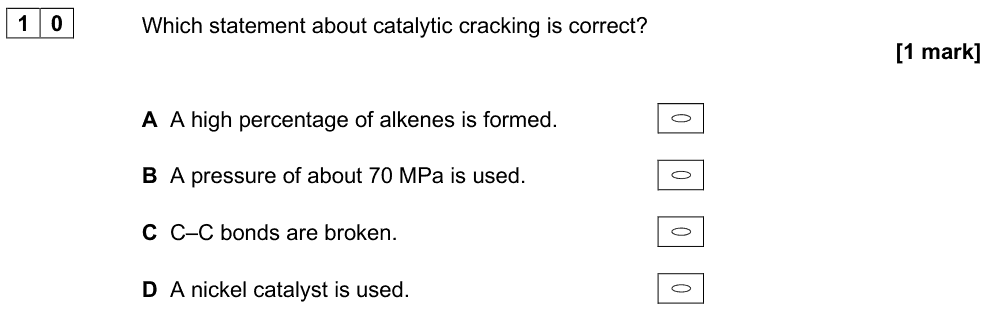 1 0 Which statement about catalytic cracking is correct?
[1 mark]
A A high percentage of alkenes is formed.
B A pressure of about 70 MPa is used.
C C–C bonds are broken.
D A nickel catalyst is used.